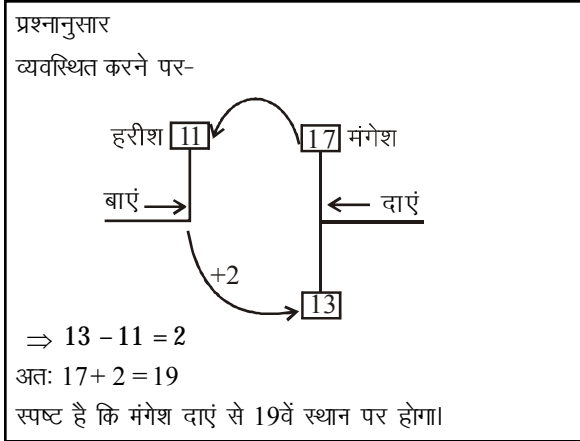 प्रश्नानुसार
व्यवस्थित करने पर-
हरीश 11 17 मंगेश
बाएं दाएं
+2
13
⇒ 13 – 11 = 2
अतः 17+ 2 = 19
स्पष्ट है कि मंगेश दाएं से 19वें स्थान पर होगा।